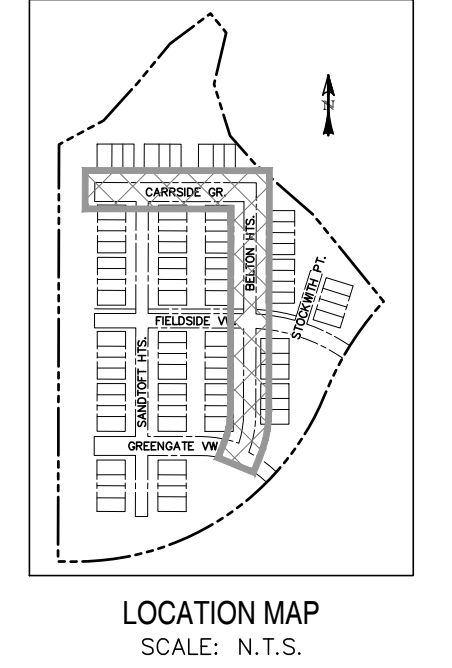 N
CARRSIDE GR.
BELTON HTS.
STOCKWITH PT.
FIELDSIDE VW.
SANDTOFT HTS.
GREENGATE VW.
LOCATION MAP
SCALE: N.T.S.